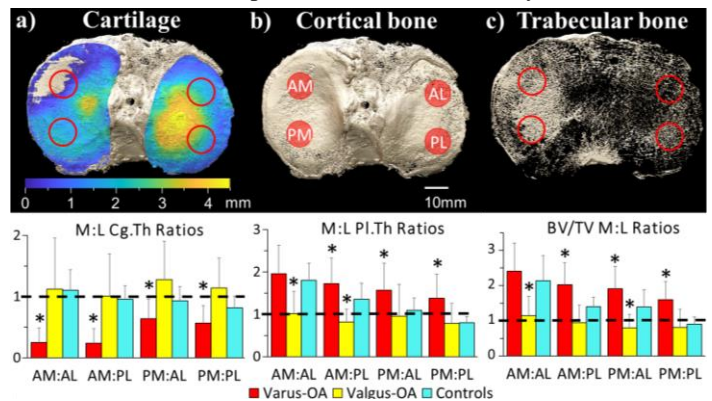 a) Cartilage
b) Cortical bone
c) Trabecular bone
AM
AL
PM
PL
0 1 2 3 4 mm
10mm
M:L Cg.Th Ratios
2
1
0
* * * *
AM:AL AM:PL PM:AL PM:PL
M:L Pl.Th Ratios
3
2
1
0
* * * * *
AM:AL AM:PL PM:AL PM:PL
BV/TV M:L Ratios
3
2
1
0
* * * * *
AM:AL AM:PL PM:AL PM:PL
Varus-OA Valgus-OA Controls